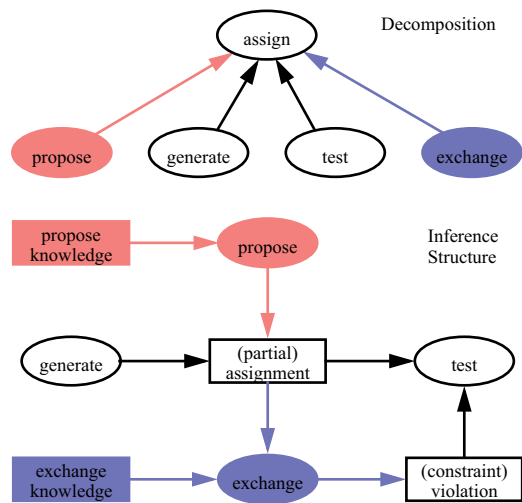 Decomposition
assign
propose
generate
test
exchange
propose
knowledge
propose
Inference
Structure
generate
(partial)
assignment
test
exchange
knowledge
exchange
(constraint)
violation